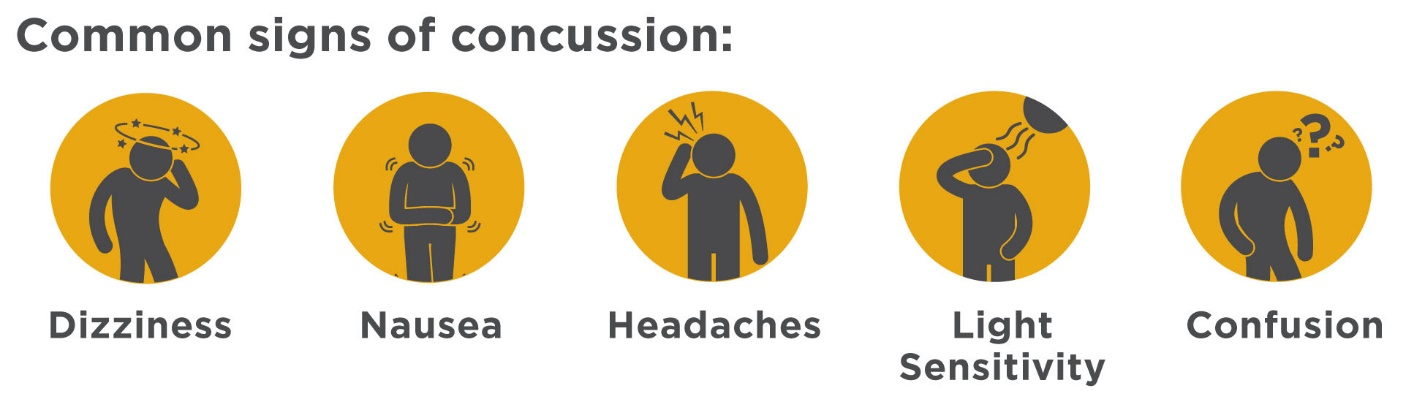 Common signs of concussion:
Dizziness
Nausea
Headaches
Light
Sensitivity
Confusion